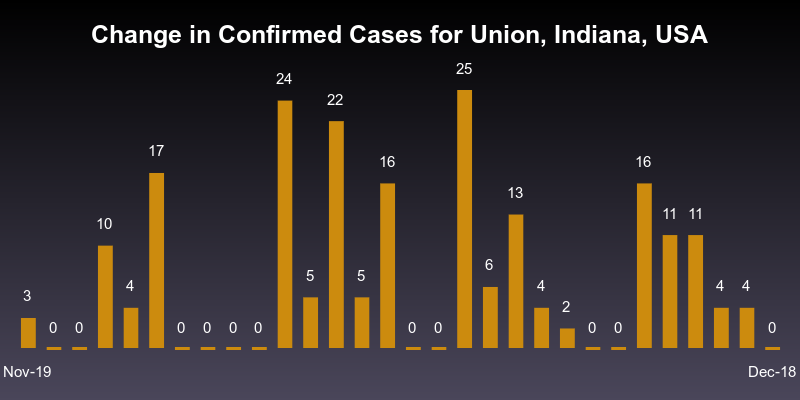 Change in Confirmed Cases for Union, Indiana, USA
3 0 0 10 4 17 0 0 0 0 24 5 22 5 16 0 0 25 6 13 4 2 0 0 16 11 11 4 4 0
Nov-19 Dec-18